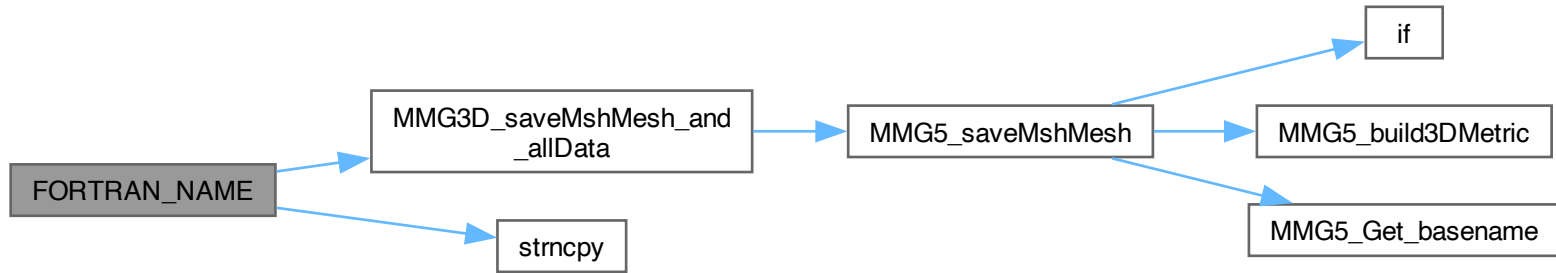 FORTRAN_NAME
MMG3D_saveMshMesh_and
_allData
strncpy
MMG5_saveMshMesh
if
MMG5_build3DMetric
MMG5_Get_basename